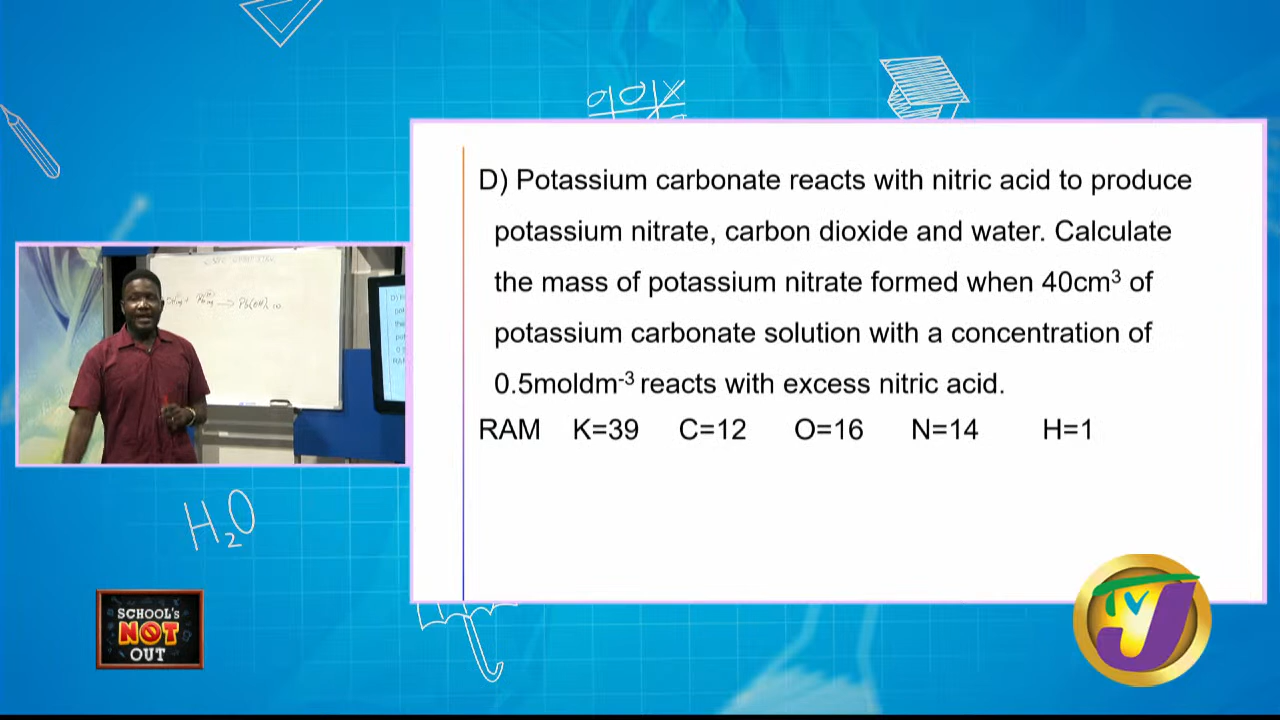 D) Potassium carbonate reacts with nitric acid to produce
potassium nitrate, carbon dioxide and water. Calculate
the mass of potassium nitrate formed when 40cm³ of
potassium carbonate solution with a concentration of
0.5moldm⁻³ reacts with excess nitric acid.
RAM K=39 C=12 O=16 N=14 H=1
H₂O
SCHOOL's
NOT
OUT
TVJ